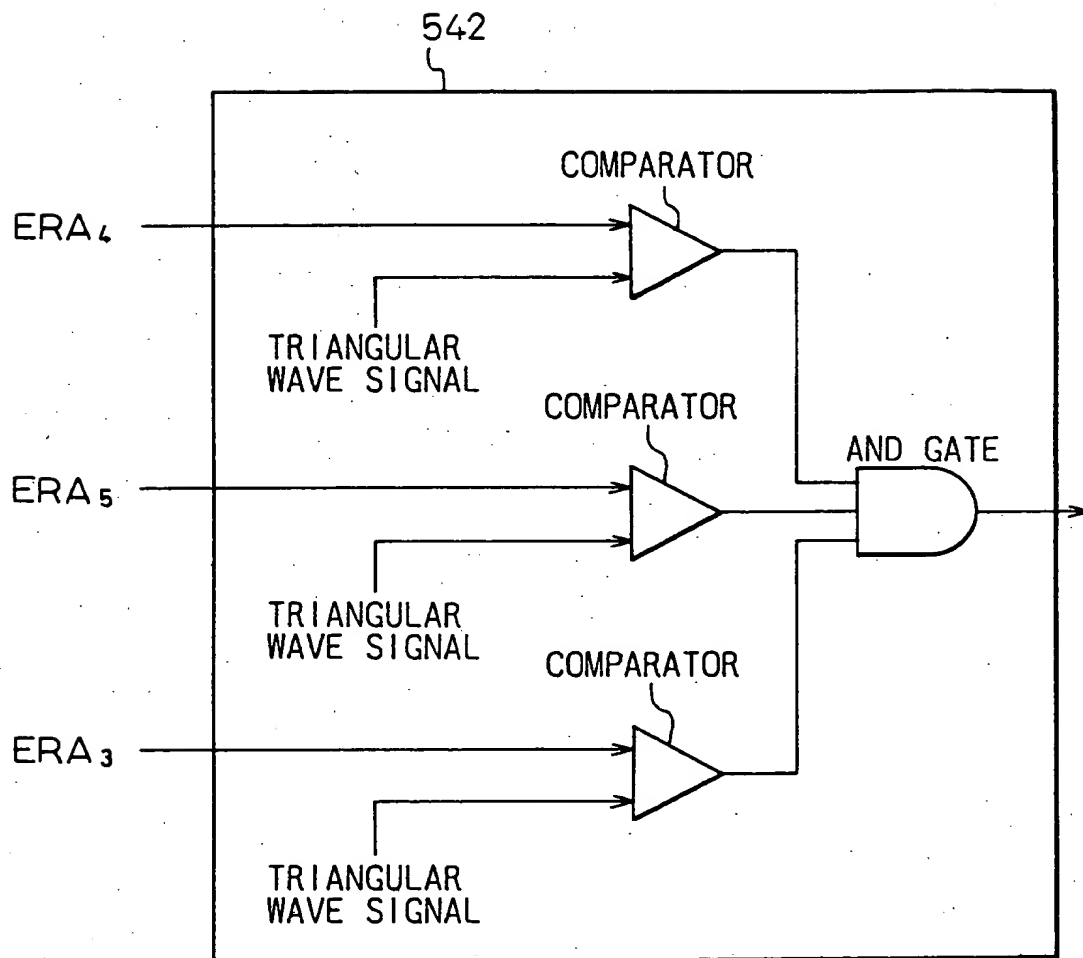 542
COMPARATOR
ERA₄
TRIANGULAR
WAVE SIGNAL
COMPARATOR
AND GATE
ERA₅
TRIANGULAR
WAVE SIGNAL
COMPARATOR
ERA₃
TRIANGULAR
WAVE SIGNAL